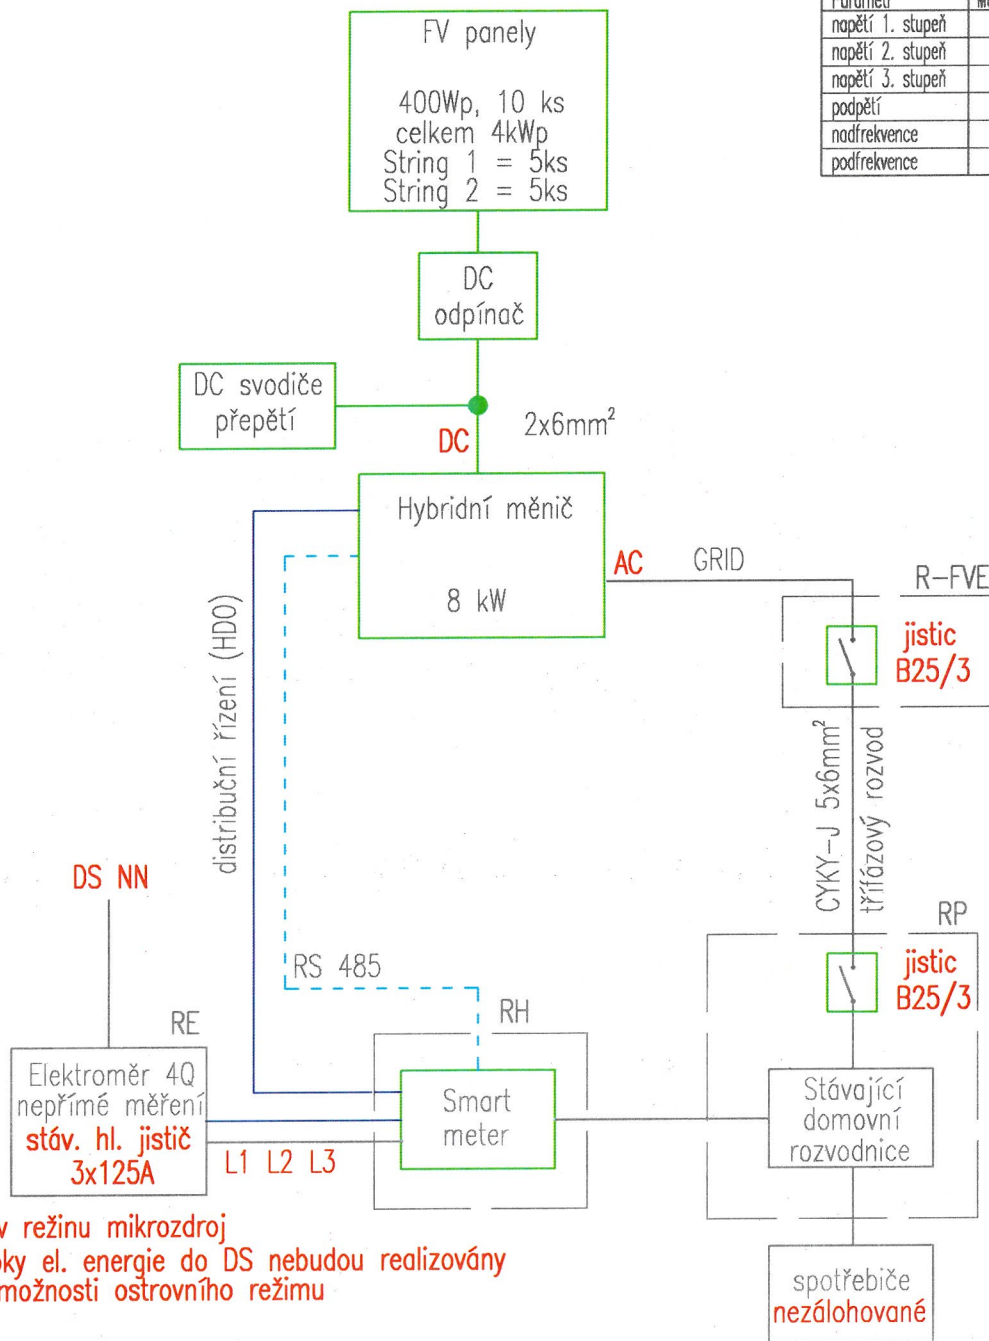 FV panely
400Wp, 10 ks
celkem 4kWp
String 1 = 5ks
String 2 = 5ks
Parametr
napětí 1. stupeň
napětí 2. stupeň
napětí 3. stupeň
podpětí
nadfrekvence
podfrekvence
DC
odpínač
DC svodiče
přepětí
DC
2x6mm²
Hybridní měnič
8 kW
AC
GRID
R-FVE
jistic
B25/3
distribuční řízení (HDO)
CYKY-J 5x6mm²
třífázový rozvod
DS NN
RS 485
RP
jistic
B25/3
RE
RH
Elektroměr 4Q
nepřímé měření
stáv. hl. jistič
3x125A
L1 L2 L3
Smart
meter
Stávající
domovní
rozvodnice
v režinu mikrozdroj
ky el. energie do DS nebudou realizovány
možnosti ostrovního režimu
spotřebiče
nezálohované